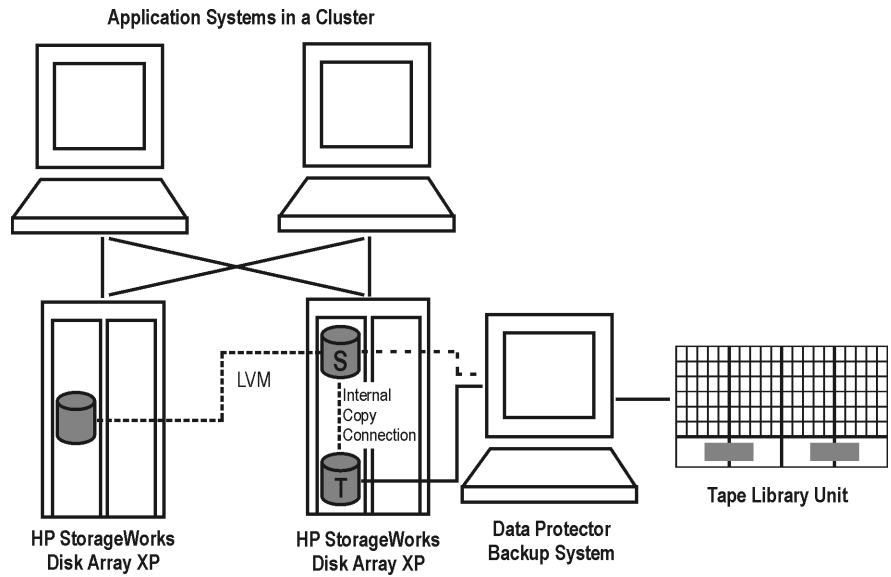 Application Systems in a Cluster
S
LVM
Internal
Copy
Connection
T
HP StorageWorks
Disk Array XP
HP StorageWorks
Disk Array XP
Data Protector
Backup System
Tape Library Unit